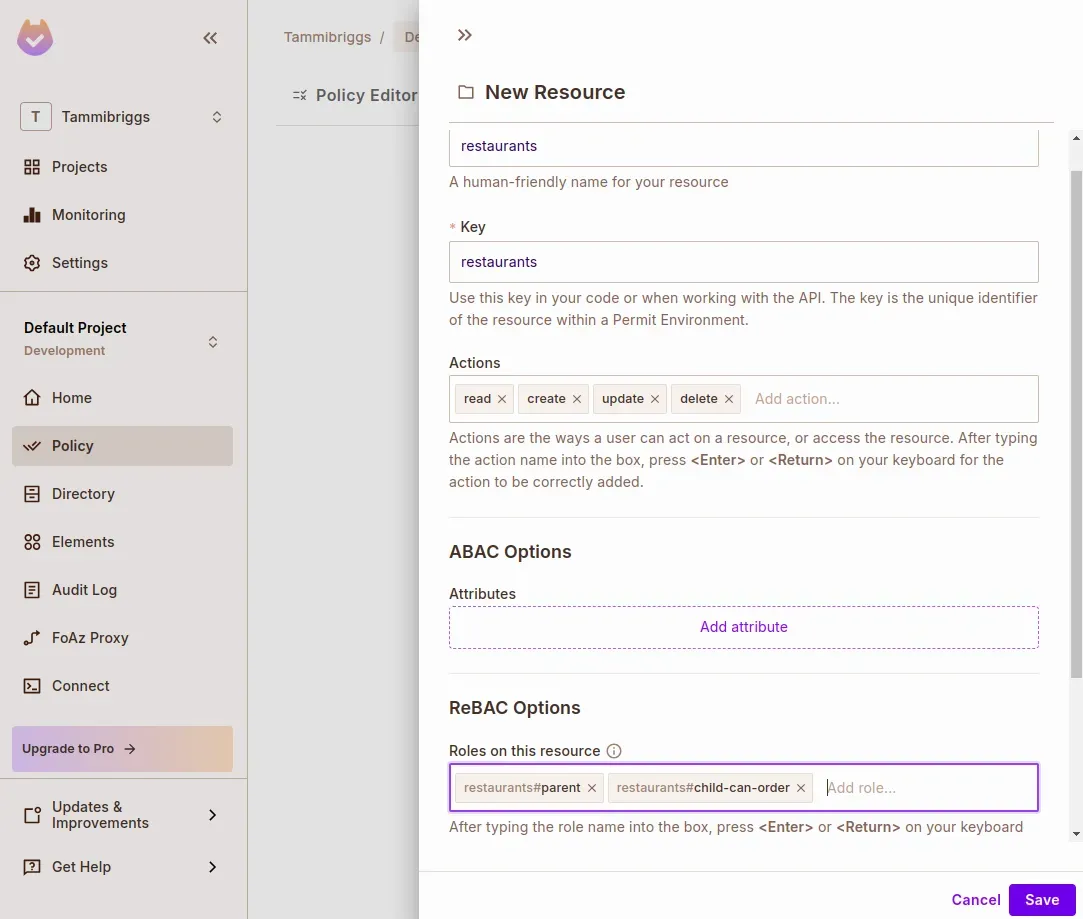 T Tammibriggs
Projects
Monitoring
Settings
Default Project
Development
Home
Policy
Directory
Elements
Audit Log
FoAz Proxy
Connect
Upgrade to Pro
Updates &
Improvements
Get Help
Tammibriggs / De
Policy Editor
New Resource
restaurants
A human-friendly name for your resource
* Key
restaurants
Use this key in your code or when working with the API. The key is the unique identifier
of the resource within a Permit Environment.
Actions
read create update delete Add action...
Actions are the ways a user can act on a resource, or access the resource. After typing
the action name into the box, press <Enter> or <Return> on your keyboard for the
action to be correctly added.
ABAC Options
Attributes
Add attribute
ReBAC Options
Roles on this resource
restaurants#parent restaurants#child-can-order Add role...
After typing the role name into the box, press <Enter> or <Return> on your keyboard
Cancel Save